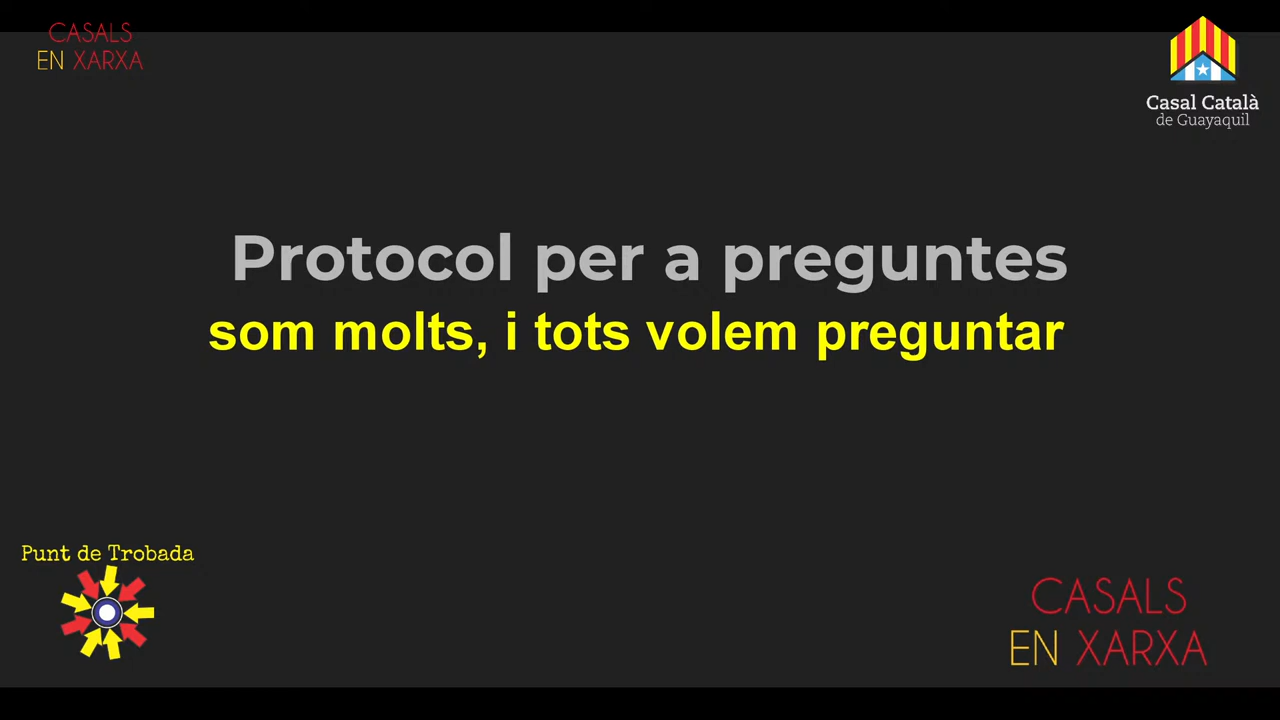 CASALS
EN XARXA
Casal Català
de Guayaquil
Protocol per a preguntes
som molts, i tots volem preguntar
Punt de Trobada
CASALS
EN XARXA